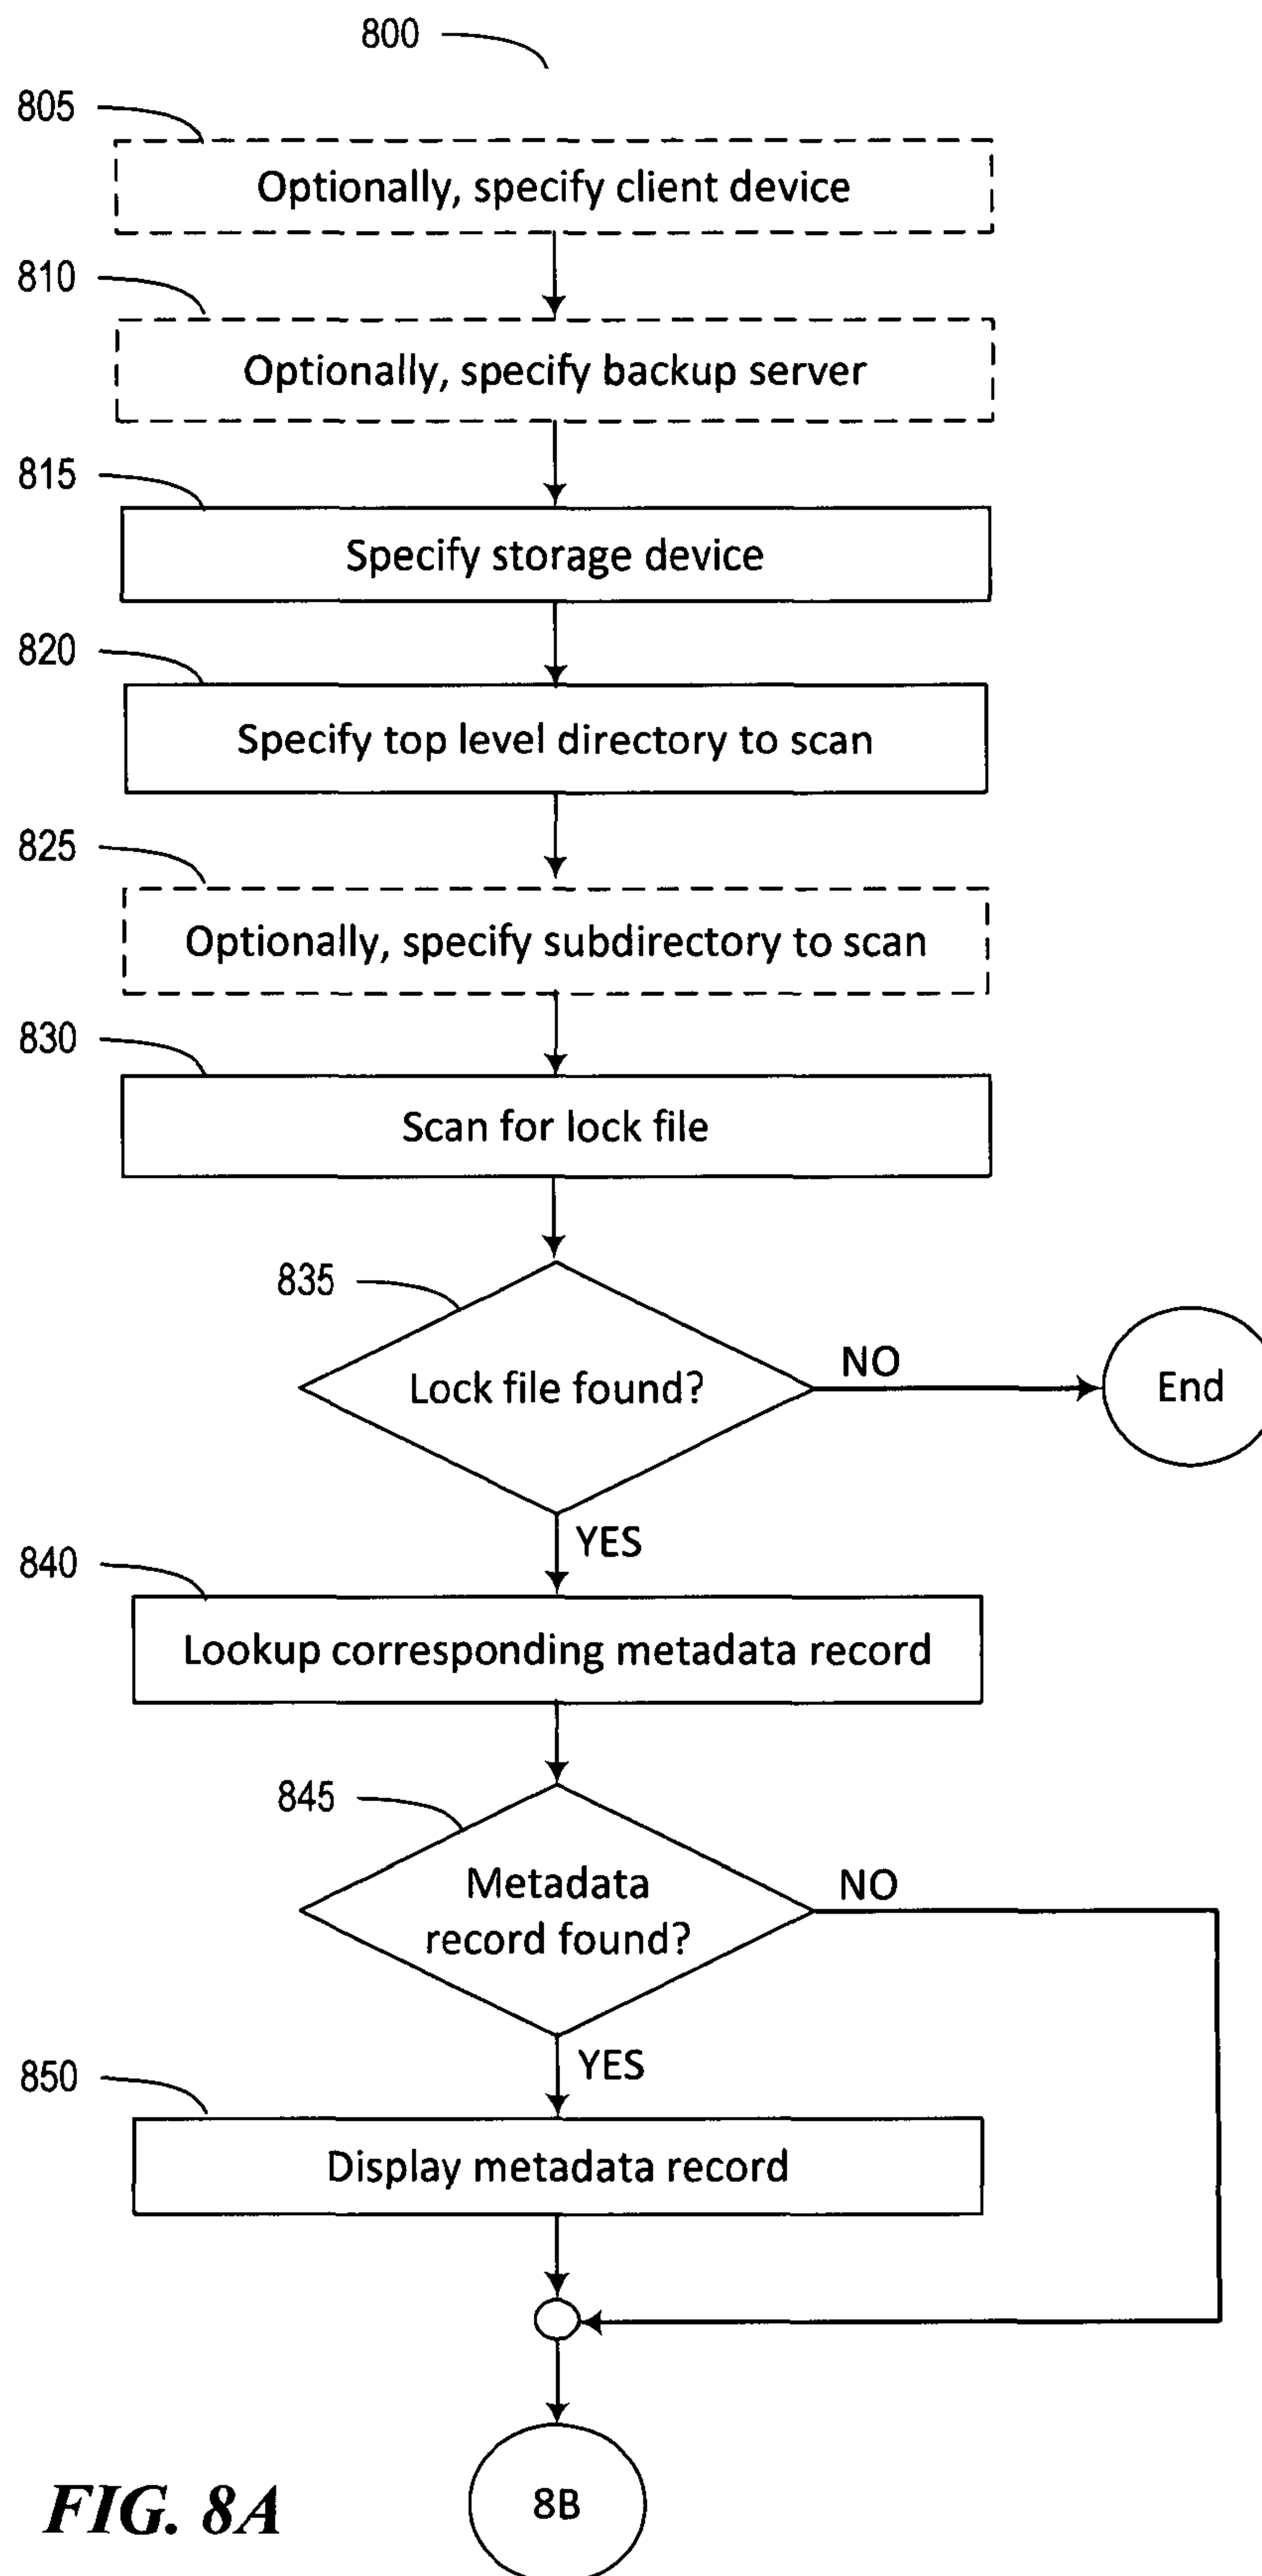 800
805
Optionally, specify client device
810
Optionally, specify backup server
815
Specify storage device
820
Specify top level directory to scan
825
Optionally, specify subdirectory to scan
830
Scan for lock file
835
Lock file found?
NO
End
YES
840
Lookup corresponding metadata record
845
Metadata
record found?
NO
YES
850
Display metadata record
8B
FIG. 8A